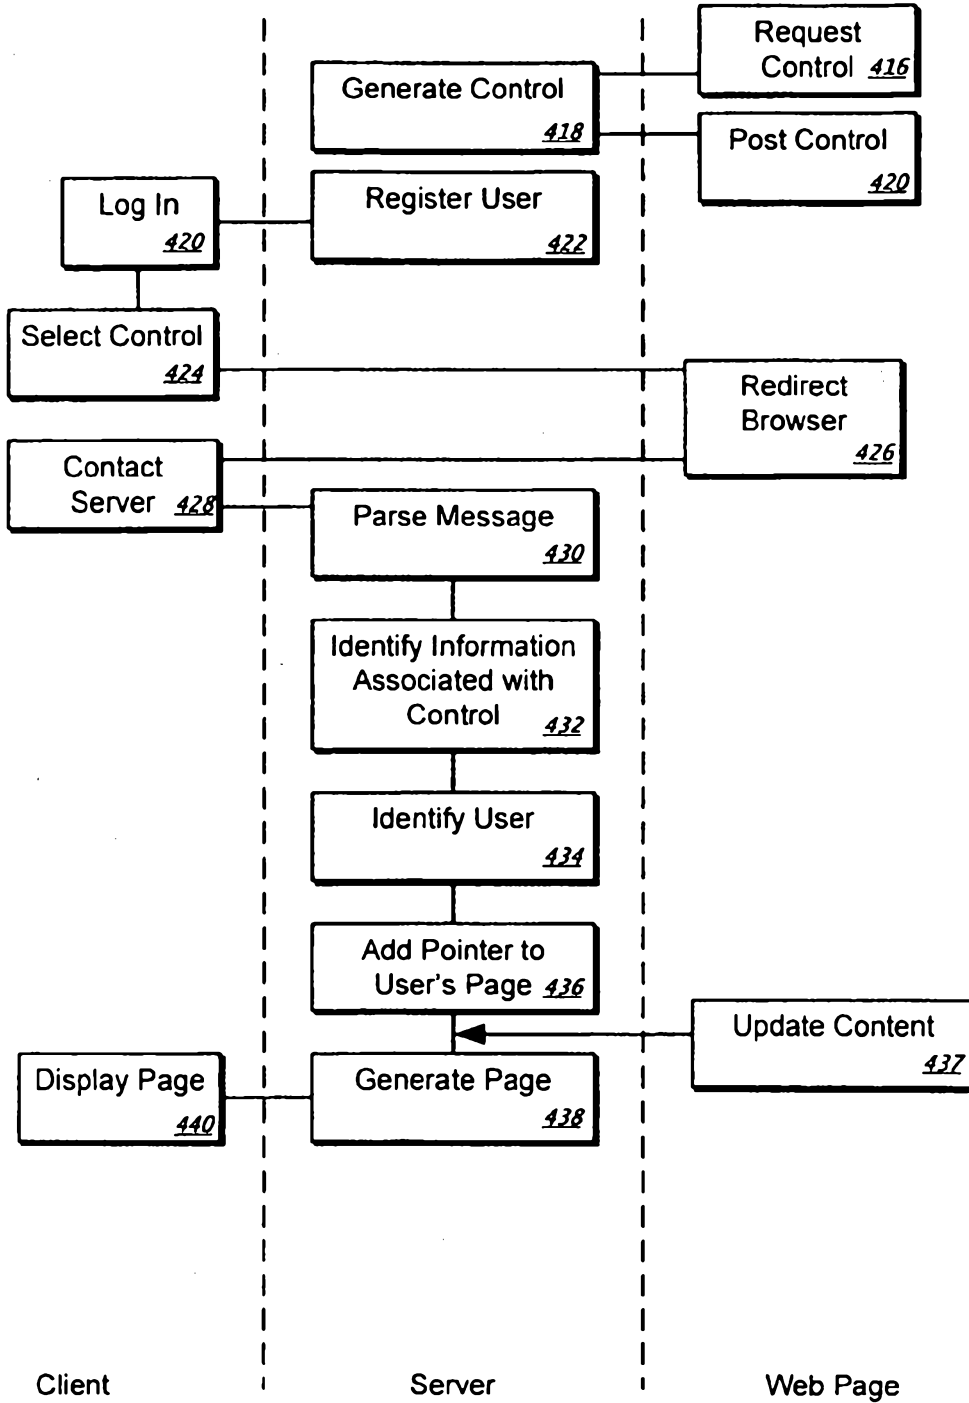 Request
Control 416
Generate Control
418
Post Control
420
Log In
420
Register User
422
Select Control
424
Redirect
Browser
426
Contact
Server 428
Parse Message
430
Identify Information
Associated with
Control 432
Identify User
434
Add Pointer to
User's Page 436
Update Content
437
Display Page
440
Generate Page
438
Client
Server
Web Page